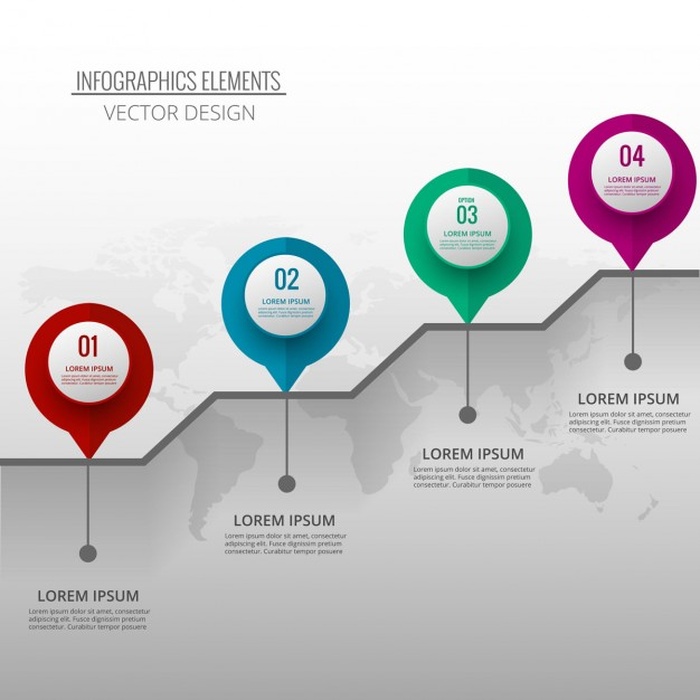 INFOGRAPHICS ELEMENTS
VECTOR DESIGN
01
LOREM IPSUM
LOREM IPSUM
Lorem ipsum dolor sit amet, consectetur
adipiscing elit. Fusce dignissim pretium
consectetur. Curabitur tempor posuere
02
LOREM IPSUM
LOREM IPSUM
Lorem ipsum dolor sit amet, consectetur
adipiscing elit. Fusce dignissim pretium
consectetur. Curabitur tempor posuere
OPTION
03
LOREM IPSUM
LOREM IPSUM
Lorem ipsum dolor sit amet, consectetur
adipiscing elit. Fusce dignissim pretium
consectetur. Curabitur tempor posuere
04
LOREM IPSUM
LOREM IPSUM
Lorem ipsum dolor sit amet, consectetur
adipiscing elit. Fusce dignissim pretium
consectetur. Curabitur tempor posuere